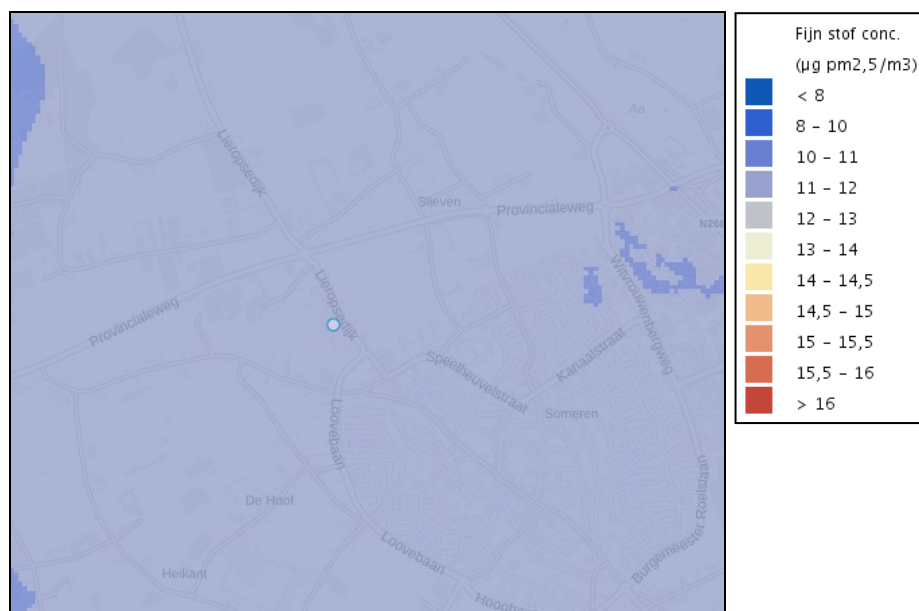 Fijn stof conc.
(µg pm2,5/m3)
< 8
8 – 10
10 – 11
11 – 12
12 – 13
13 – 14
14 – 14,5
14,5 – 15
15 – 15,5
15,5 – 16
> 16
Aa
Lieropsedijk
Slieven
Provincialeweg
N266
Witvrouwenbergweg
Lieropsedijk
Provincialeweg
Kanaalstraat
Speelheuvelstraat
Someren
Loovebaan
De Hoof
Burgemeester Roelslaan
Loovebaan
Heikant